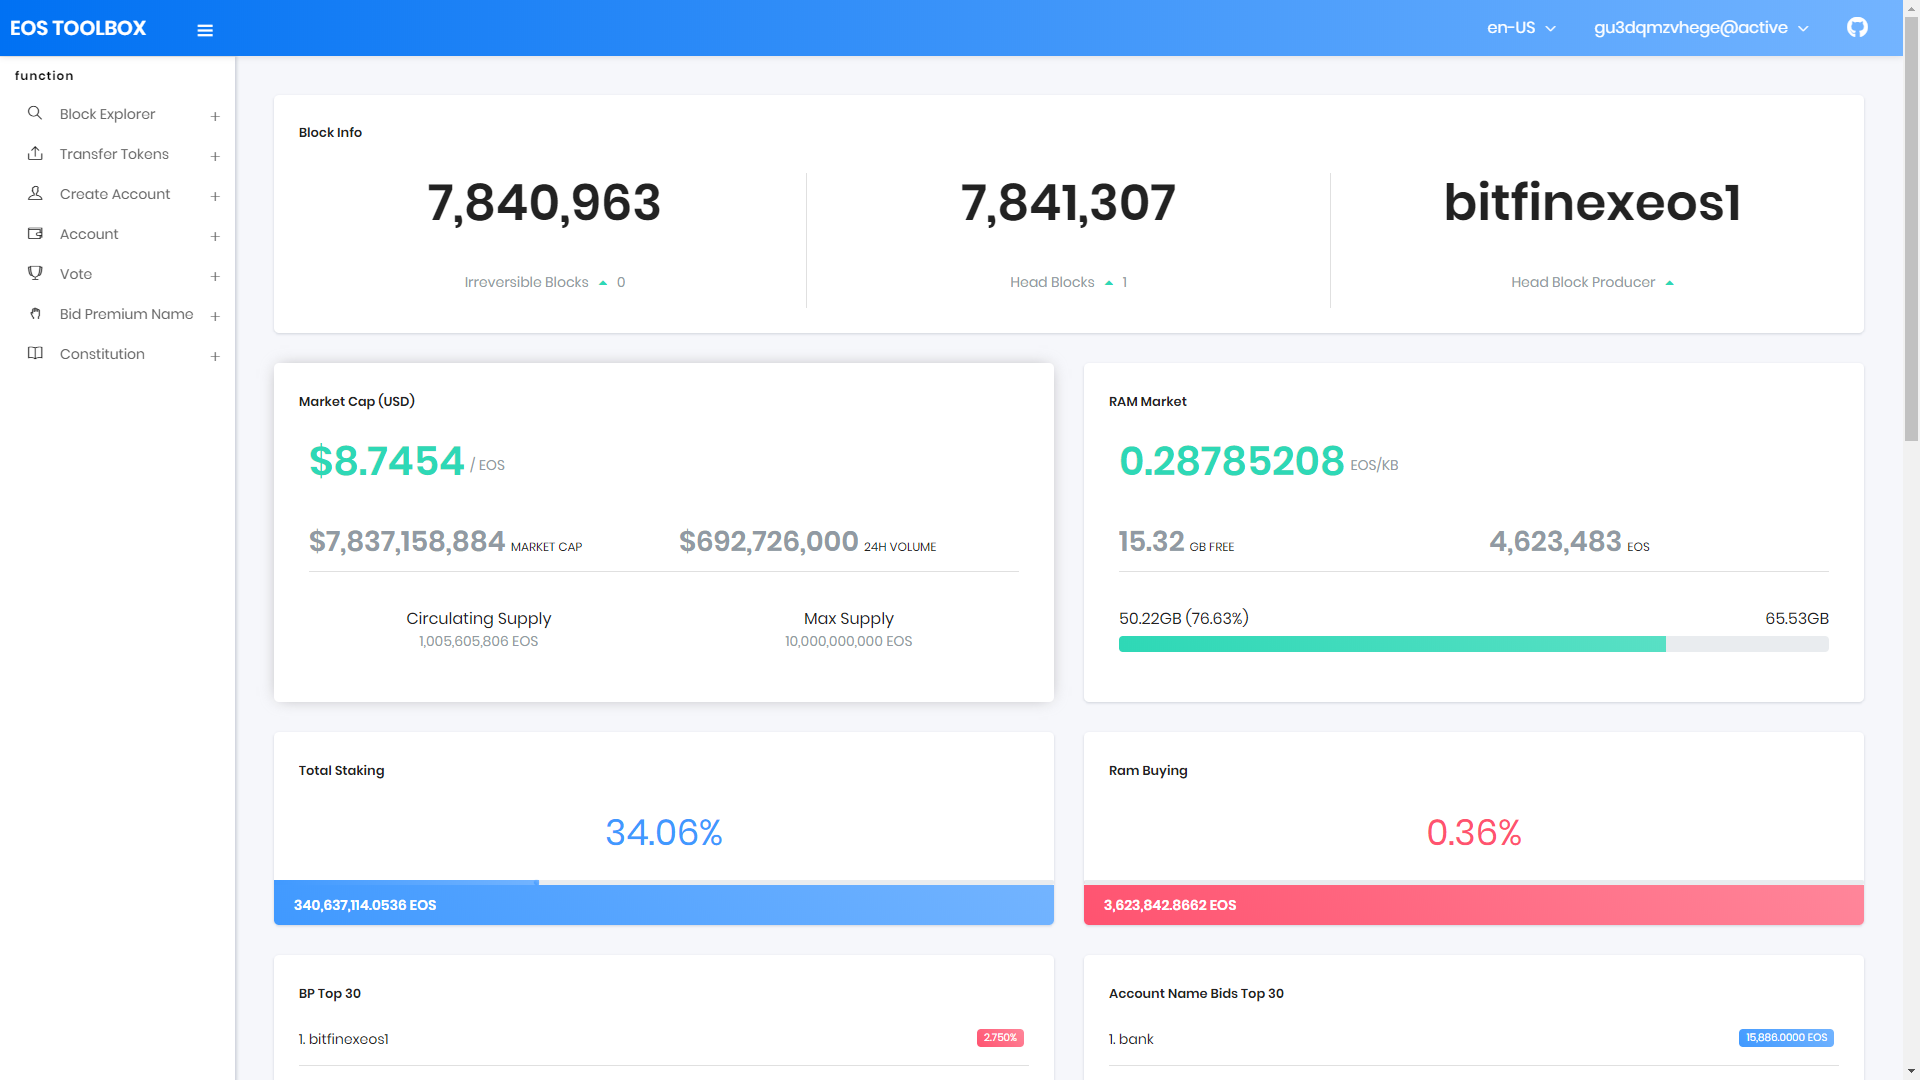 EOS TOOLBOX
en-US
gu3dqmzvhege@active
function
Block Explorer +
Transfer Tokens +
Create Account +
Account +
Vote +
Bid Premium Name +
Constitution +
Block Info
7,840,963
Irreversible Blocks 0
7,841,307
Head Blocks 1
bitfinexeos1
Head Block Producer
Market Cap (USD)
$8.7454 / EOS
$7,837,158,884 MARKET CAP
$692,726,000 24H VOLUME
Circulating Supply
1,005,605,806 EOS
Max Supply
10,000,000,000 EOS
RAM Market
0.28785208 EOS/KB
15.32 GB FREE
4,623,483 EOS
50.22GB (76.63%)
65.53GB
Total Staking
34.06%
340,637,114.0536 EOS
Ram Buying
0.36%
3,623,842.8662 EOS
BP Top 30
1. bitfinexeos1
2.750%
Account Name Bids Top 30
1. bank
15,886.0000 EOS